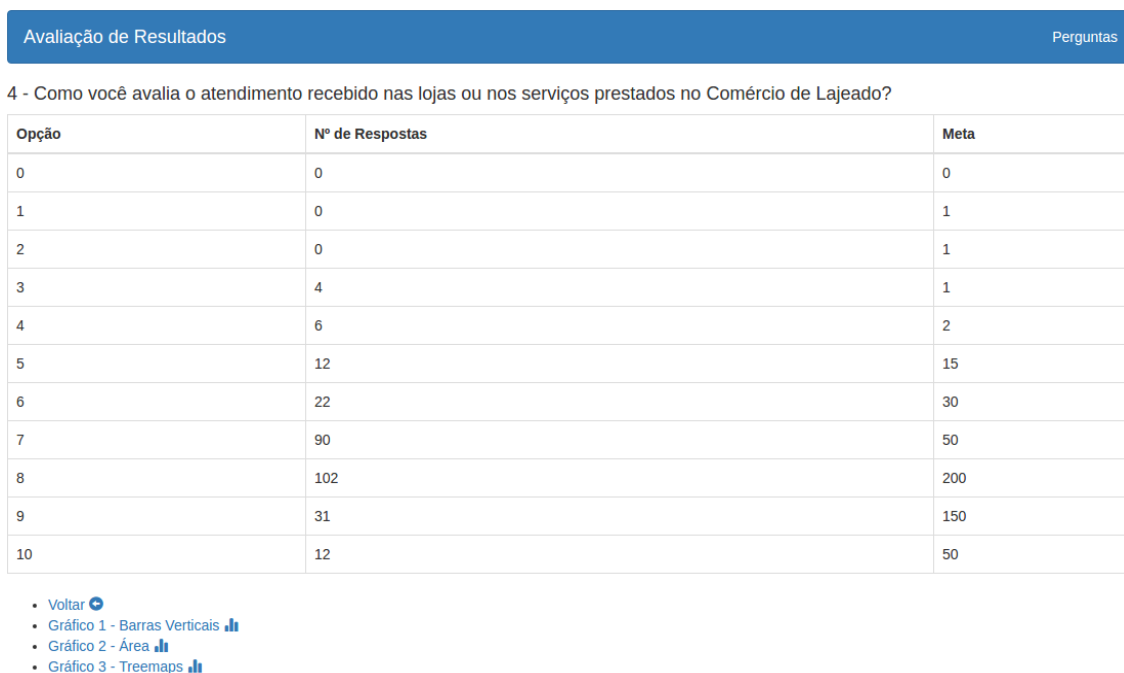 Avaliação de Resultados Perguntas
4 - Como você avalia o atendimento recebido nas lojas ou nos serviços prestados no Comércio de Lajeado?
Opção Nº de Respostas Meta
0 0 0
1 0 1
2 0 1
3 4 1
4 6 2
5 12 15
6 22 30
7 90 50
8 102 200
9 31 150
10 12 50
Voltar
Gráfico 1 - Barras Verticais
Gráfico 2 - Área
Gráfico 3 - Treemaps